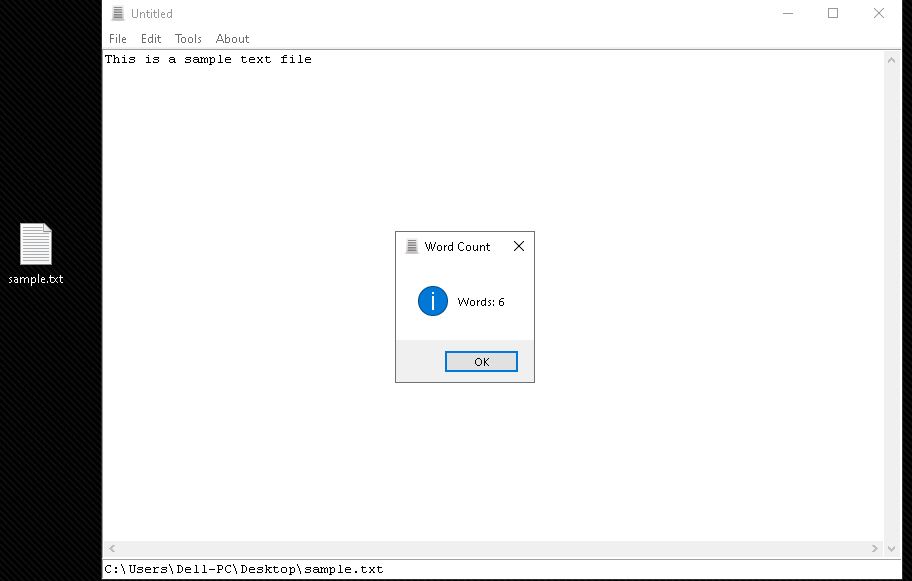 Untitled
File Edit Tools About
This is a sample text file
sample.txt
Word Count
Words: 6
OK
C:\Users\Dell-PC\Desktop\sample.txt